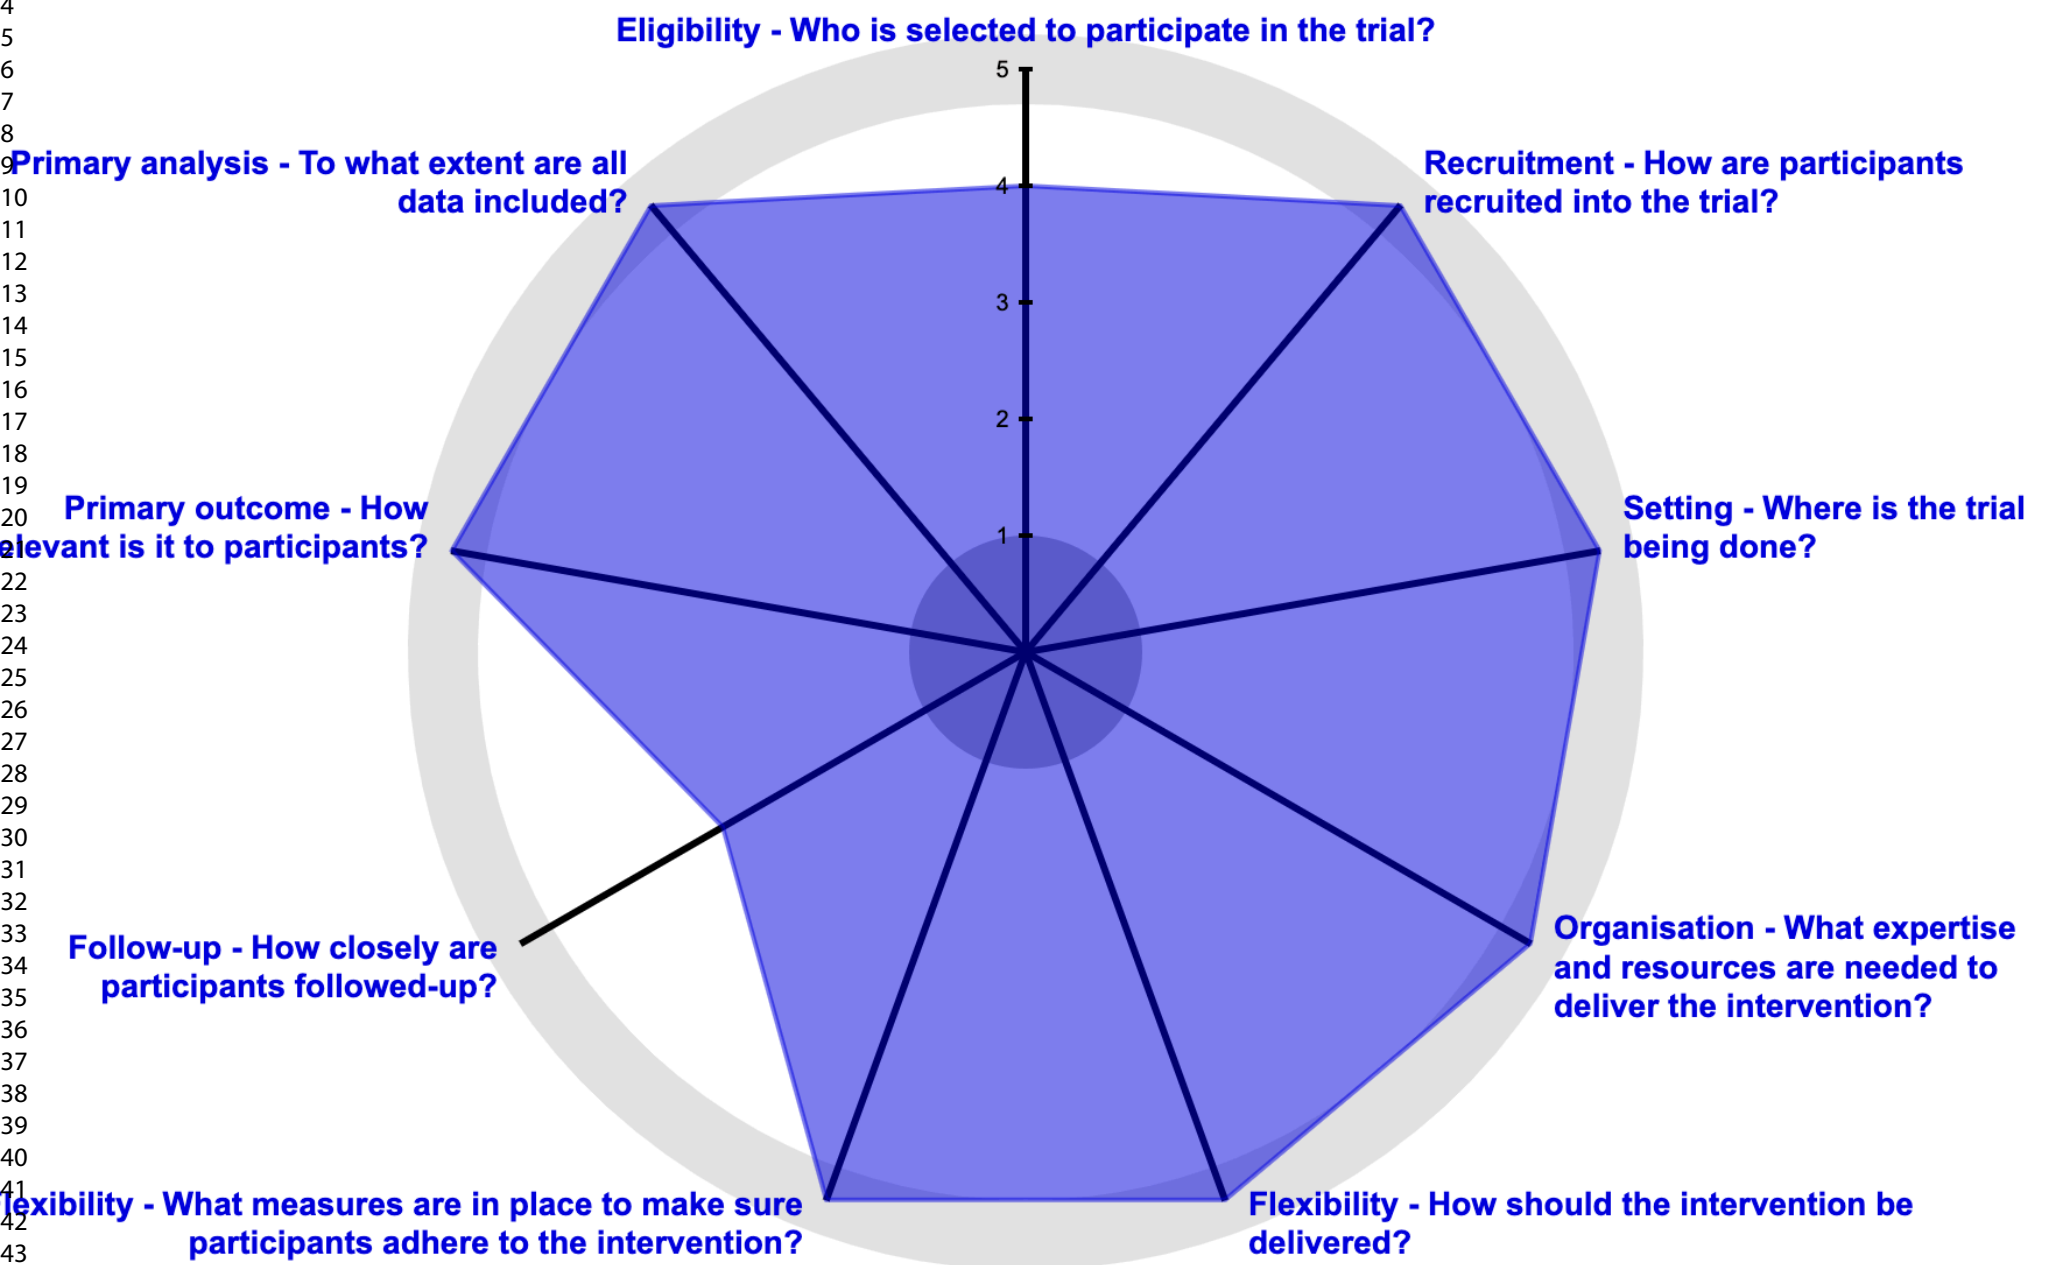 4
5
6
7
8
9
10
11
12
13
14
15
16
17
18
19
20
21
22
23
24
25
26
27
28
29
30
31
32
33
34
35
36
37
38
39
40
41
42
43
Eligibility - Who is selected to participate in the trial?
5
4
3
2
1
Recruitment - How are participants
recruited into the trial?
Setting - Where is the trial
being done?
Organisation - What expertise
and resources are needed to
deliver the intervention?
Flexibility - How should the intervention be
delivered?
lexibility - What measures are in place to make sure
participants adhere to the intervention?
Follow-up - How closely are
participants followed-up?
Primary outcome - How
elevant is it to participants?
Primary analysis - To what extent are all
data included?